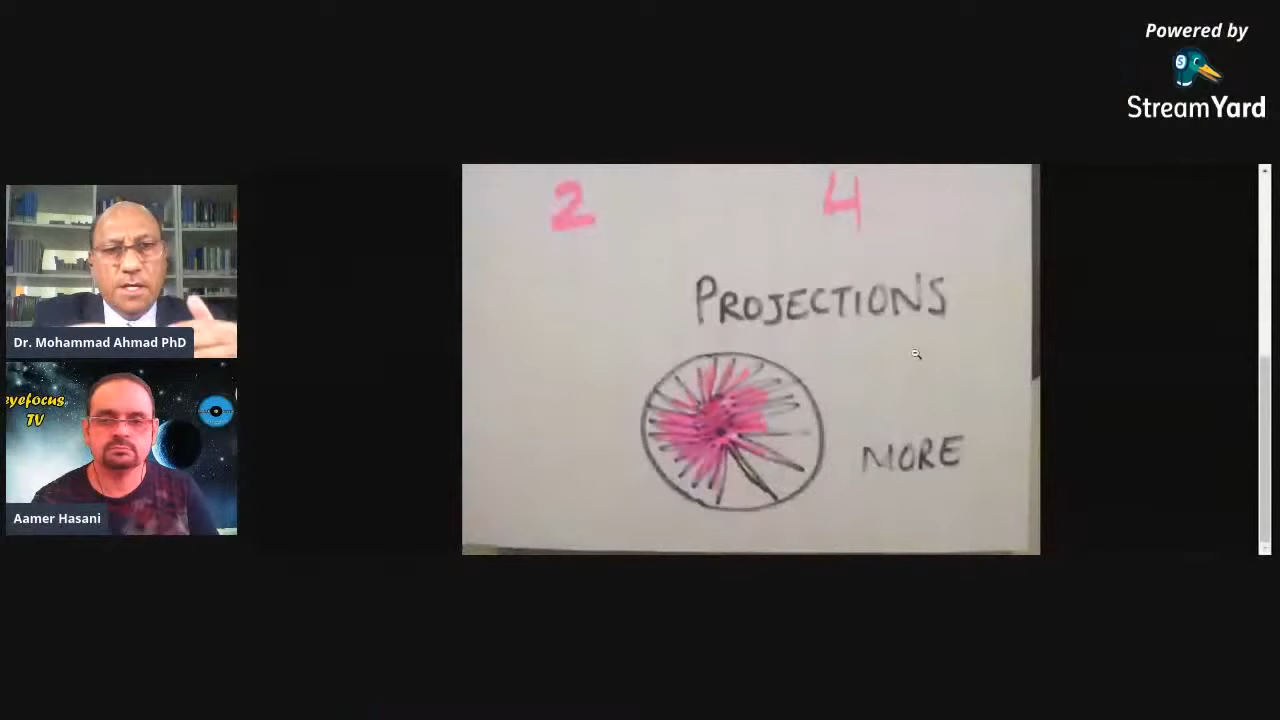 Powered by
StreamYard
2 4
PROJECTIONS
MORE
Dr. Mohammad Ahmad PhD
eyefocus
TV
Aamer Hasani